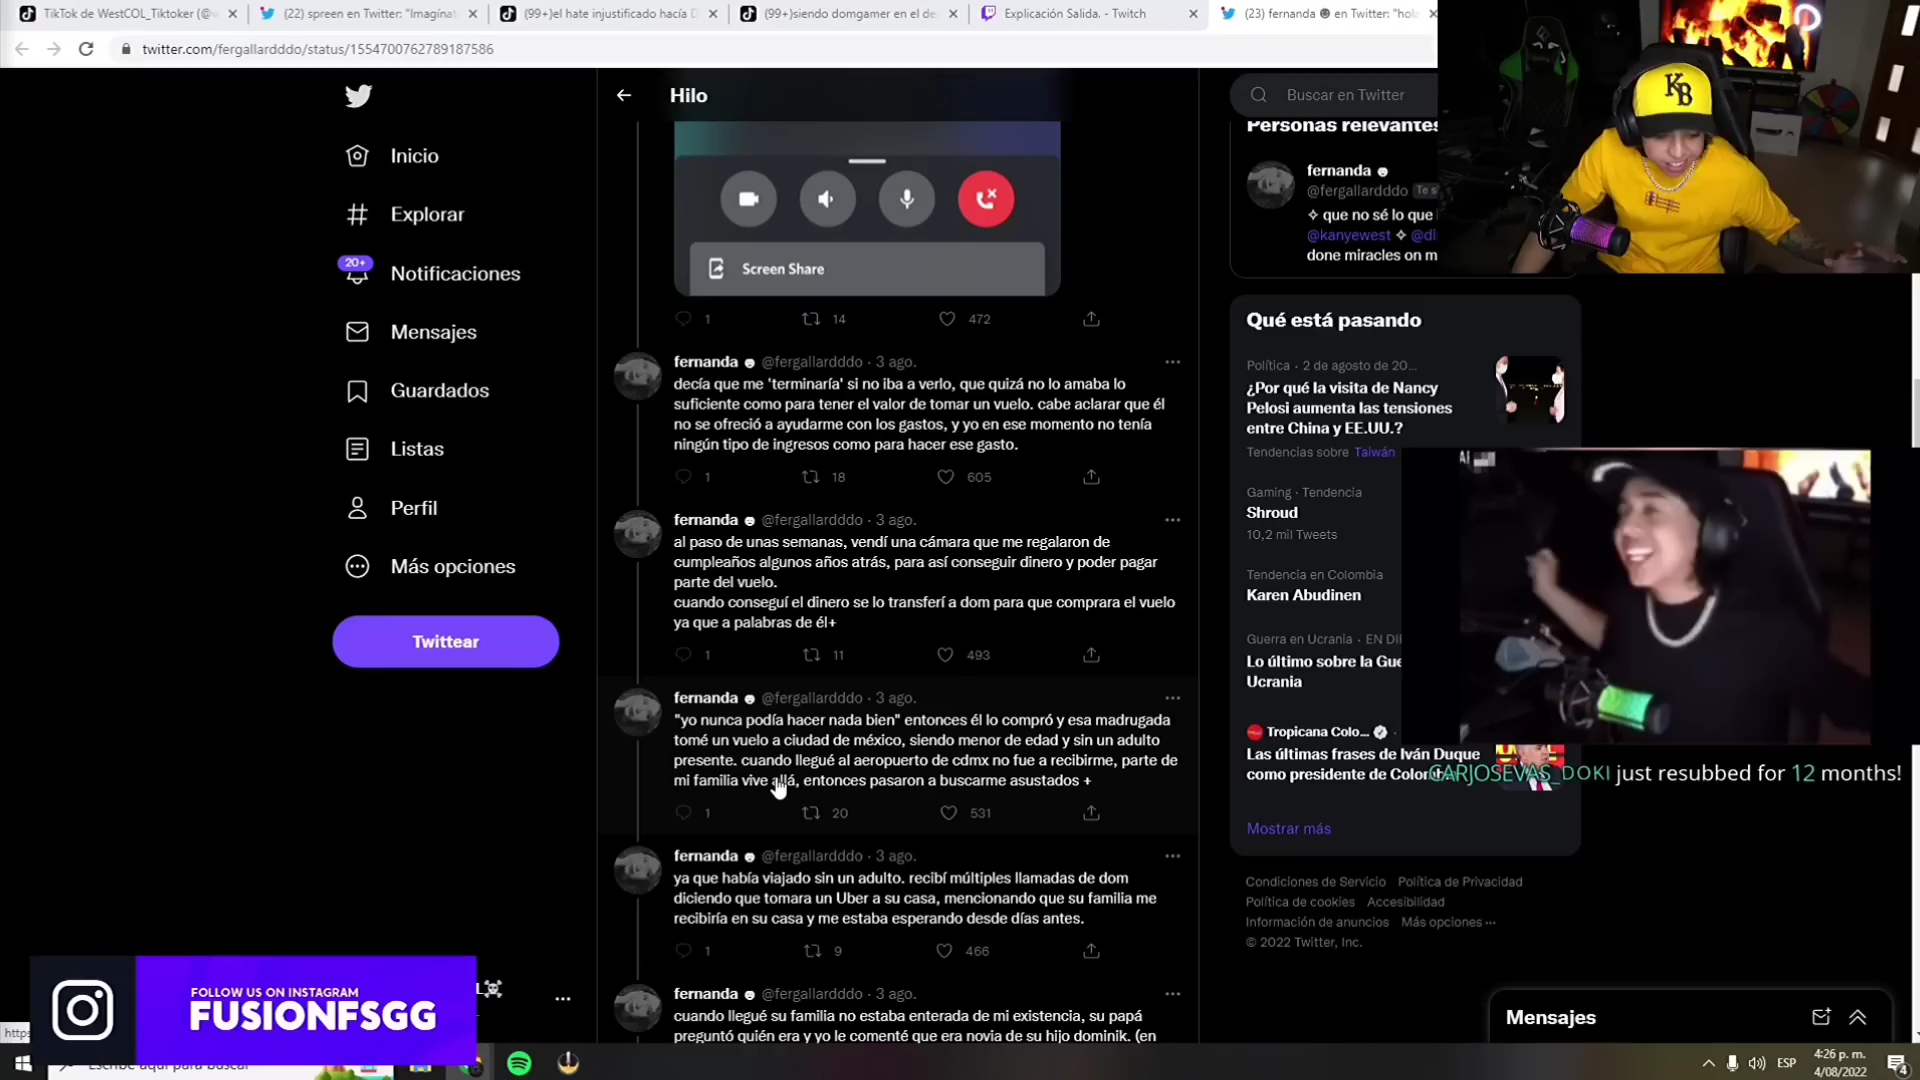 TikTok de WestCOL_Tiktoker (@w
(22) spreen en Twitter: "Imagínat
(99+)el hate injustificado hacía D
(99+)siendo domgamer en el de
Explicación Salida. - Twitch
(23) fernanda ☻ en Twitter: "hola
twitter.com/fergallardddo/status/1554700762789187586
Inicio
Explorar
20+
Notificaciones
Mensajes
Guardados
Listas
Perfil
Más opciones
Twittear
Hilo
Screen Share
1 14 472
fernanda ☻ @fergallardddo · 3 ago.
decía que me 'terminaría' si no iba a verlo, que quizá no lo amaba lo
suficiente como para tener el valor de tomar un vuelo. cabe aclarar que él
no se ofreció a ayudarme con los gastos, y yo en ese momento no tenía
ningún tipo de ingresos como para hacer ese gasto.
1 18 605
fernanda ☻ @fergallardddo · 3 ago.
al paso de unas semanas, vendí una cámara que me regalaron de
cumpleaños algunos años atrás, para así conseguir dinero y poder pagar
parte del vuelo.
cuando conseguí el dinero se lo transferí a dom para que comprara el vuelo
ya que a palabras de él+
1 11 493
fernanda ☻ @fergallardddo · 3 ago.
"yo nunca podía hacer nada bien" entonces él lo compró y esa madrugada
tomé un vuelo a ciudad de méxico, siendo menor de edad y sin un adulto
presente. cuando llegué al aeropuerto de cdmx no fue a recibirme, parte de
mi familia vive allá, entonces pasaron a buscarme asustados +
1 20 531
fernanda ☻ @fergallardddo · 3 ago.
ya que había viajado sin un adulto. recibí múltiples llamadas de dom
diciendo que tomara un Uber a su casa, mencionando que su familia me
recibiría en su casa y me estaba esperando desde días antes.
1 9 466
fernanda ☻ @fergallardddo · 3 ago.
cuando llegué su familia no estaba enterada de mi existencia, su papá
preguntó quién era y yo le comenté que era novia de su hijo dominik. (en
Buscar en Twitter
Personas relevantes
fernanda ☻
@fergallardddo Te s
✧ que no sé lo que
@kanyewest ✧ @di
done miracles on m
Qué está pasando
Política · 2 de agosto de 20...
¿Por qué la visita de Nancy
Pelosi aumenta las tensiones
entre China y EE.UU.?
Tendencias sobre Taiwán
Gaming · Tendencia
Shroud
10,2 mil Tweets
Tendencia en Colombia
Karen Abudinen
Guerra en Ucrania · EN DI
Lo último sobre la Gue
Ucrania
Tropicana Colo... ·
Las últimas frases de Iván Duque
como presidente de Colom
CARJOSEVAS_DOKI just resubbed for 12 months!
Mostrar más
Condiciones de Servicio Política de Privacidad
Política de cookies Accesibilidad
Información de anuncios Más opciones ···
© 2022 Twitter, Inc.
Mensajes
KB
FOLLOW US ON INSTAGRAM
FUSIONFSGG
L☠
https
Escribe aquí para buscar
ESP
4:26 p. m.
4/08/2022
4